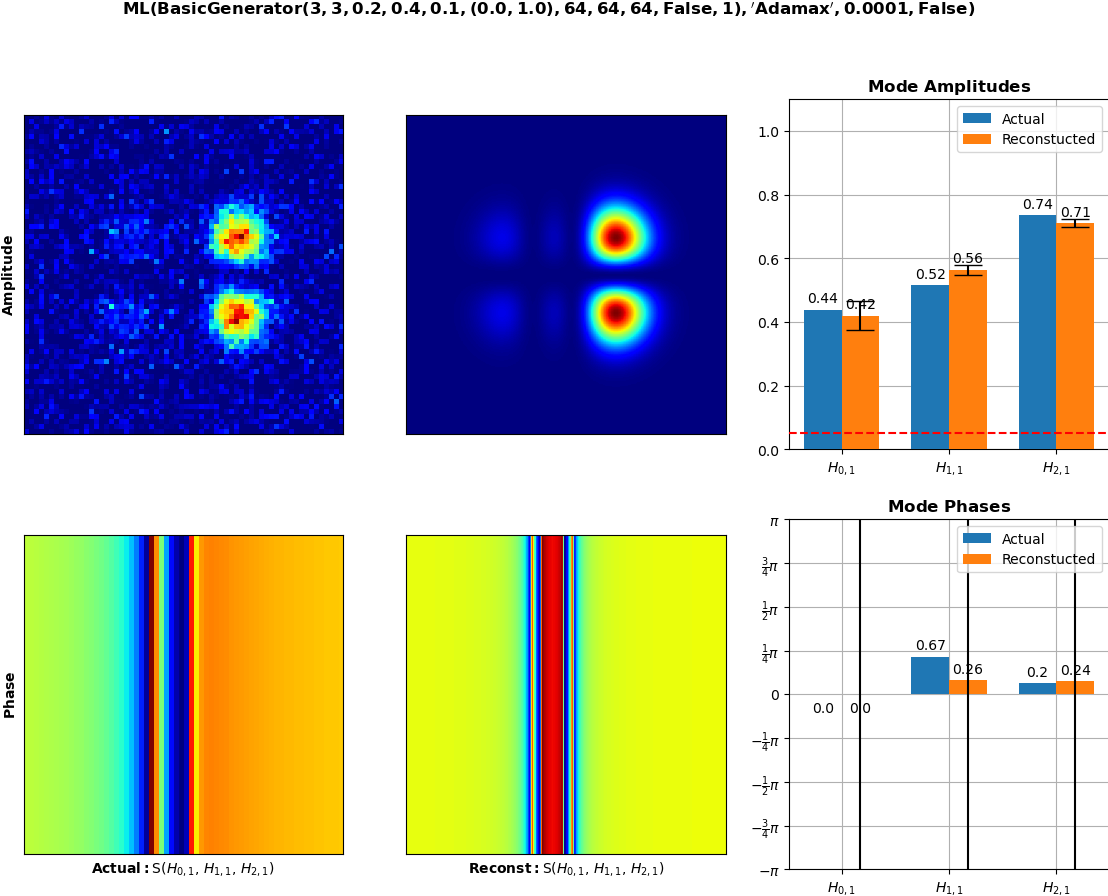 ML(BasicGenerator(3, 3, 0.2, 0.4, 0.1, (0.0, 1.0), 64, 64, 64, False, 1), ′Adamax′, 0.0001, False)
Amplitude
Mode Amplitudes
Actual
Reconstucted
1.0
0.8
0.6
0.4
0.2
0.0
0.44
0.42
0.52
0.56
0.74
0.71
H0,1
H1,1
H2,1
Phase
Actual: S(H0,1, H1,1, H2,1)
Reconst: S(H0,1, H1,1, H2,1)
Mode Phases
Actual
Reconstucted
π
3/4π
1/2π
1/4π
0
−1/4π
−1/2π
−3/4π
−π
0.0
0.0
0.67
0.26
0.2
0.24
H0,1
H1,1
H2,1